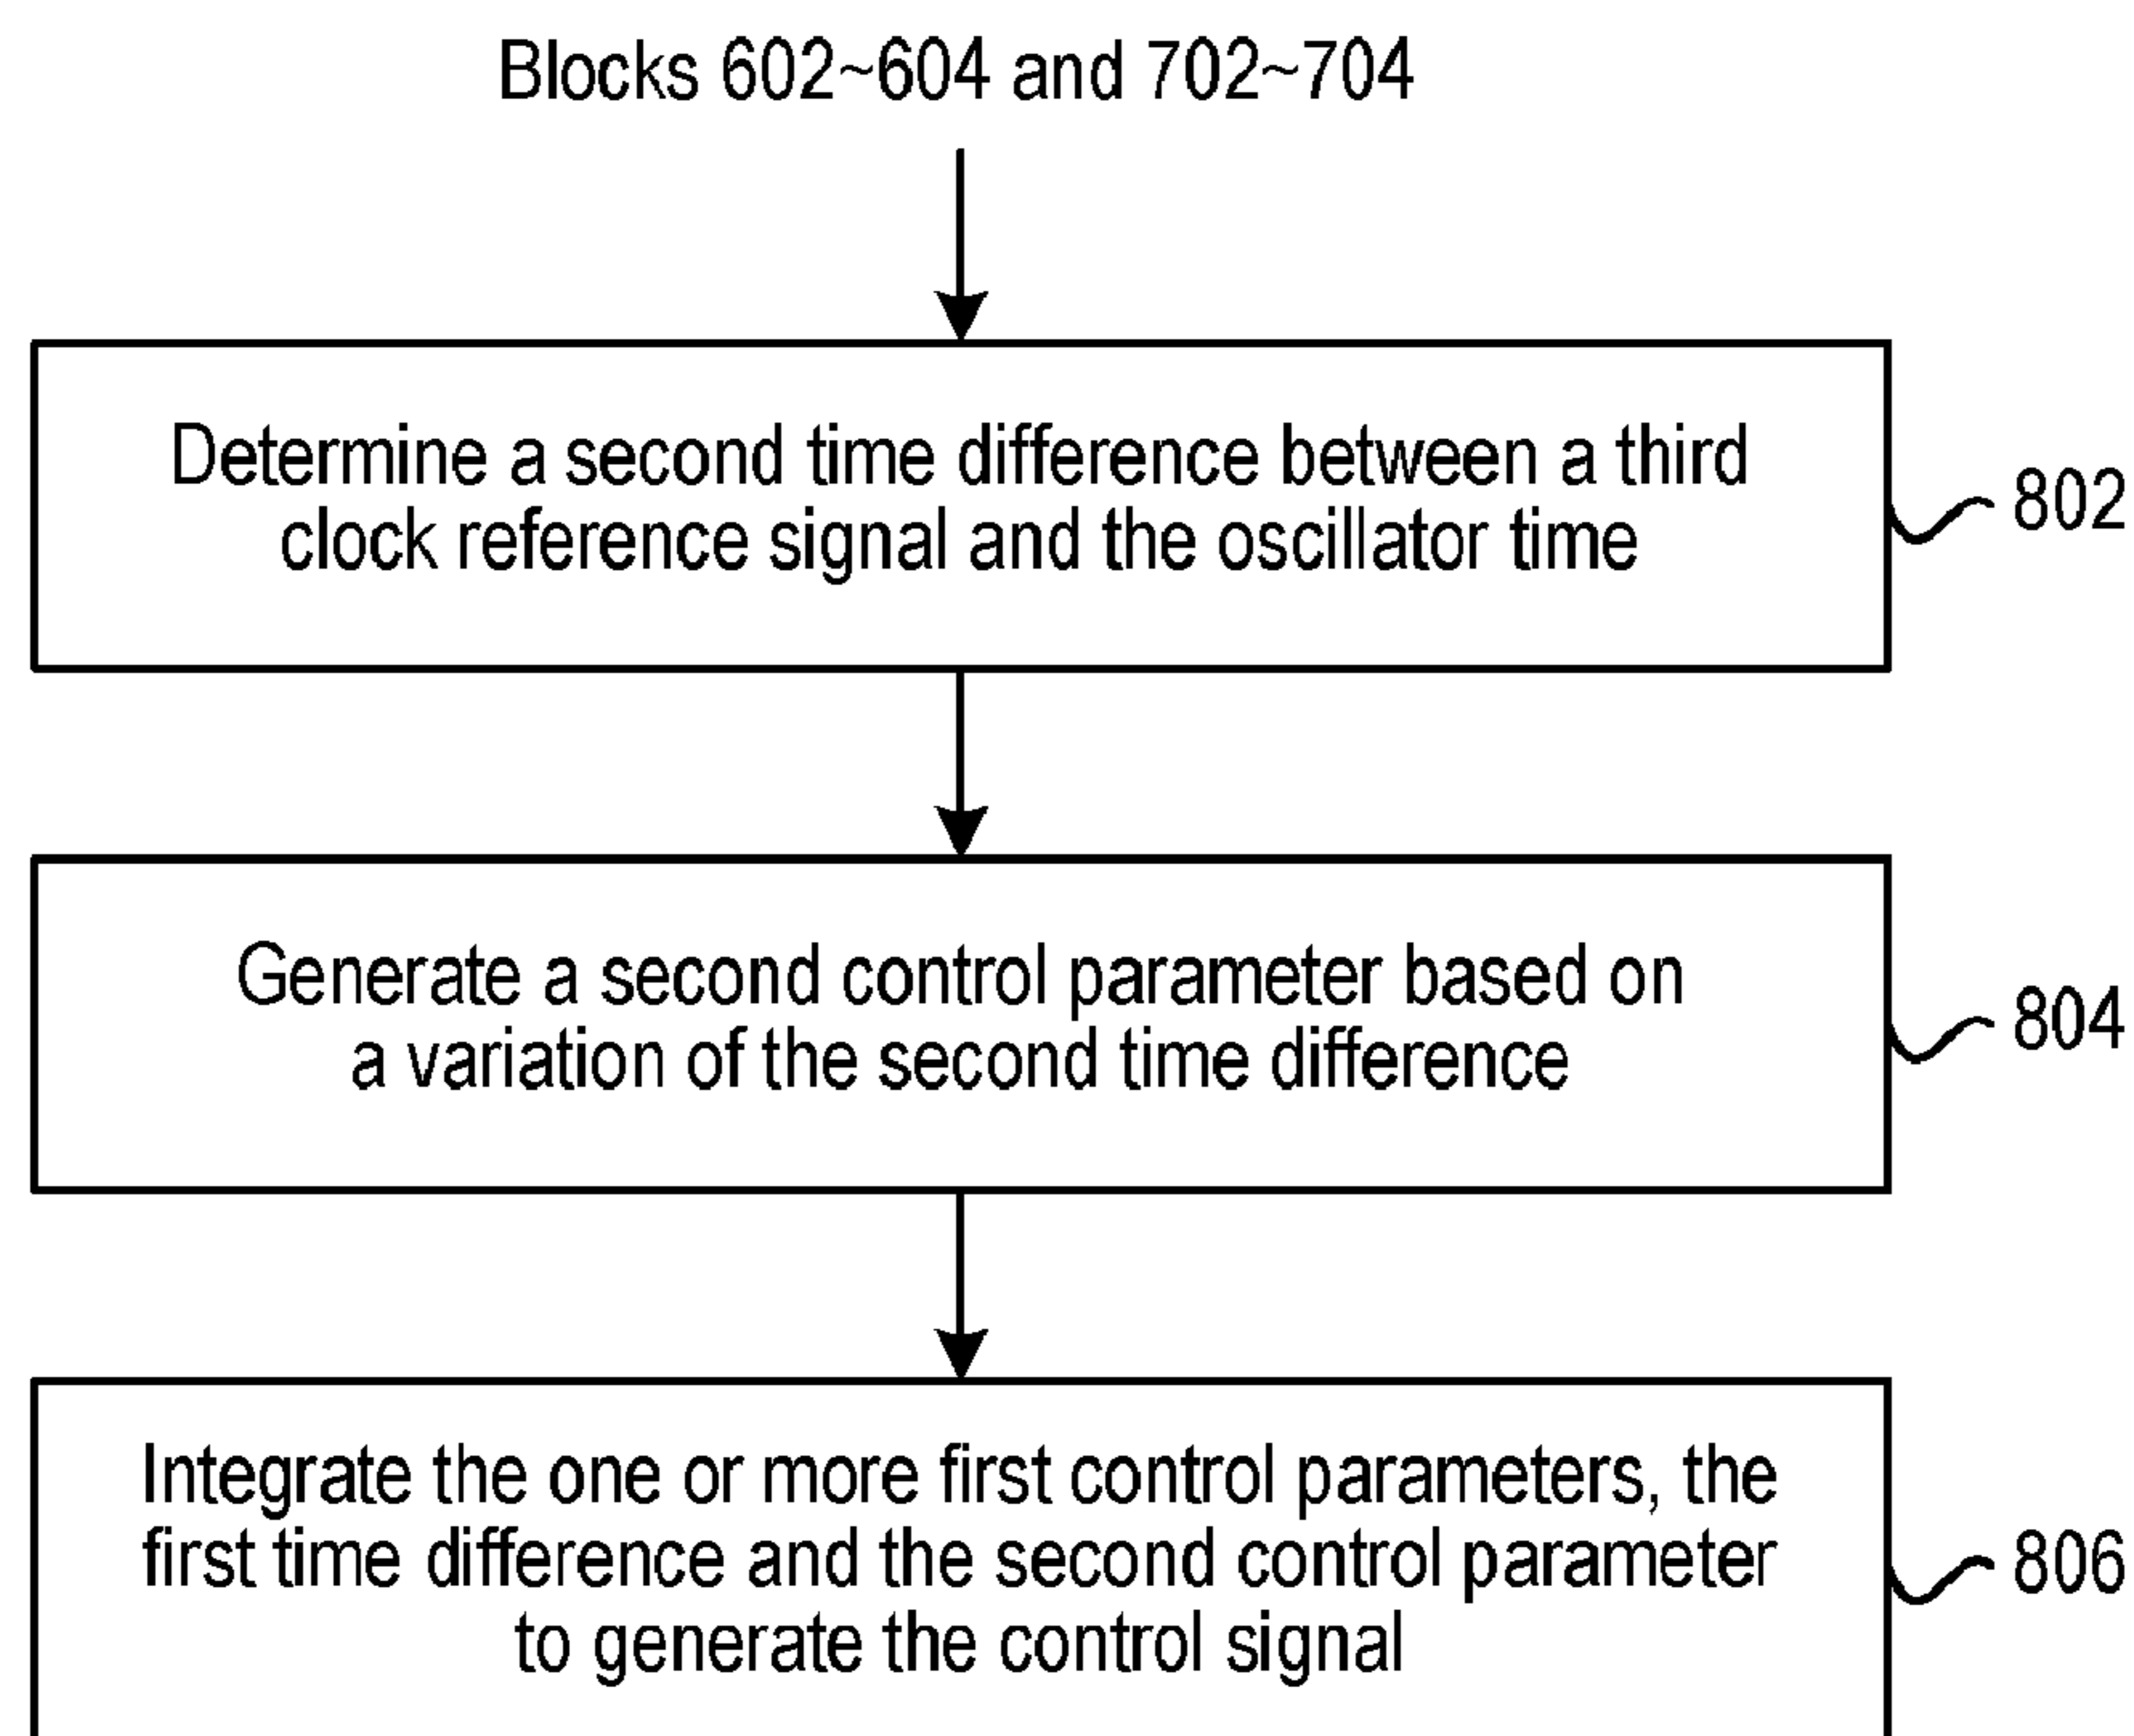 Blocks 602~604 and 702~704
Determine a second time difference between a third
clock reference signal and the oscillator time
802
Generate a second control parameter based on
a variation of the second time difference
804
Integrate the one or more first control parameters, the
first time difference and the second control parameter
to generate the control signal
806